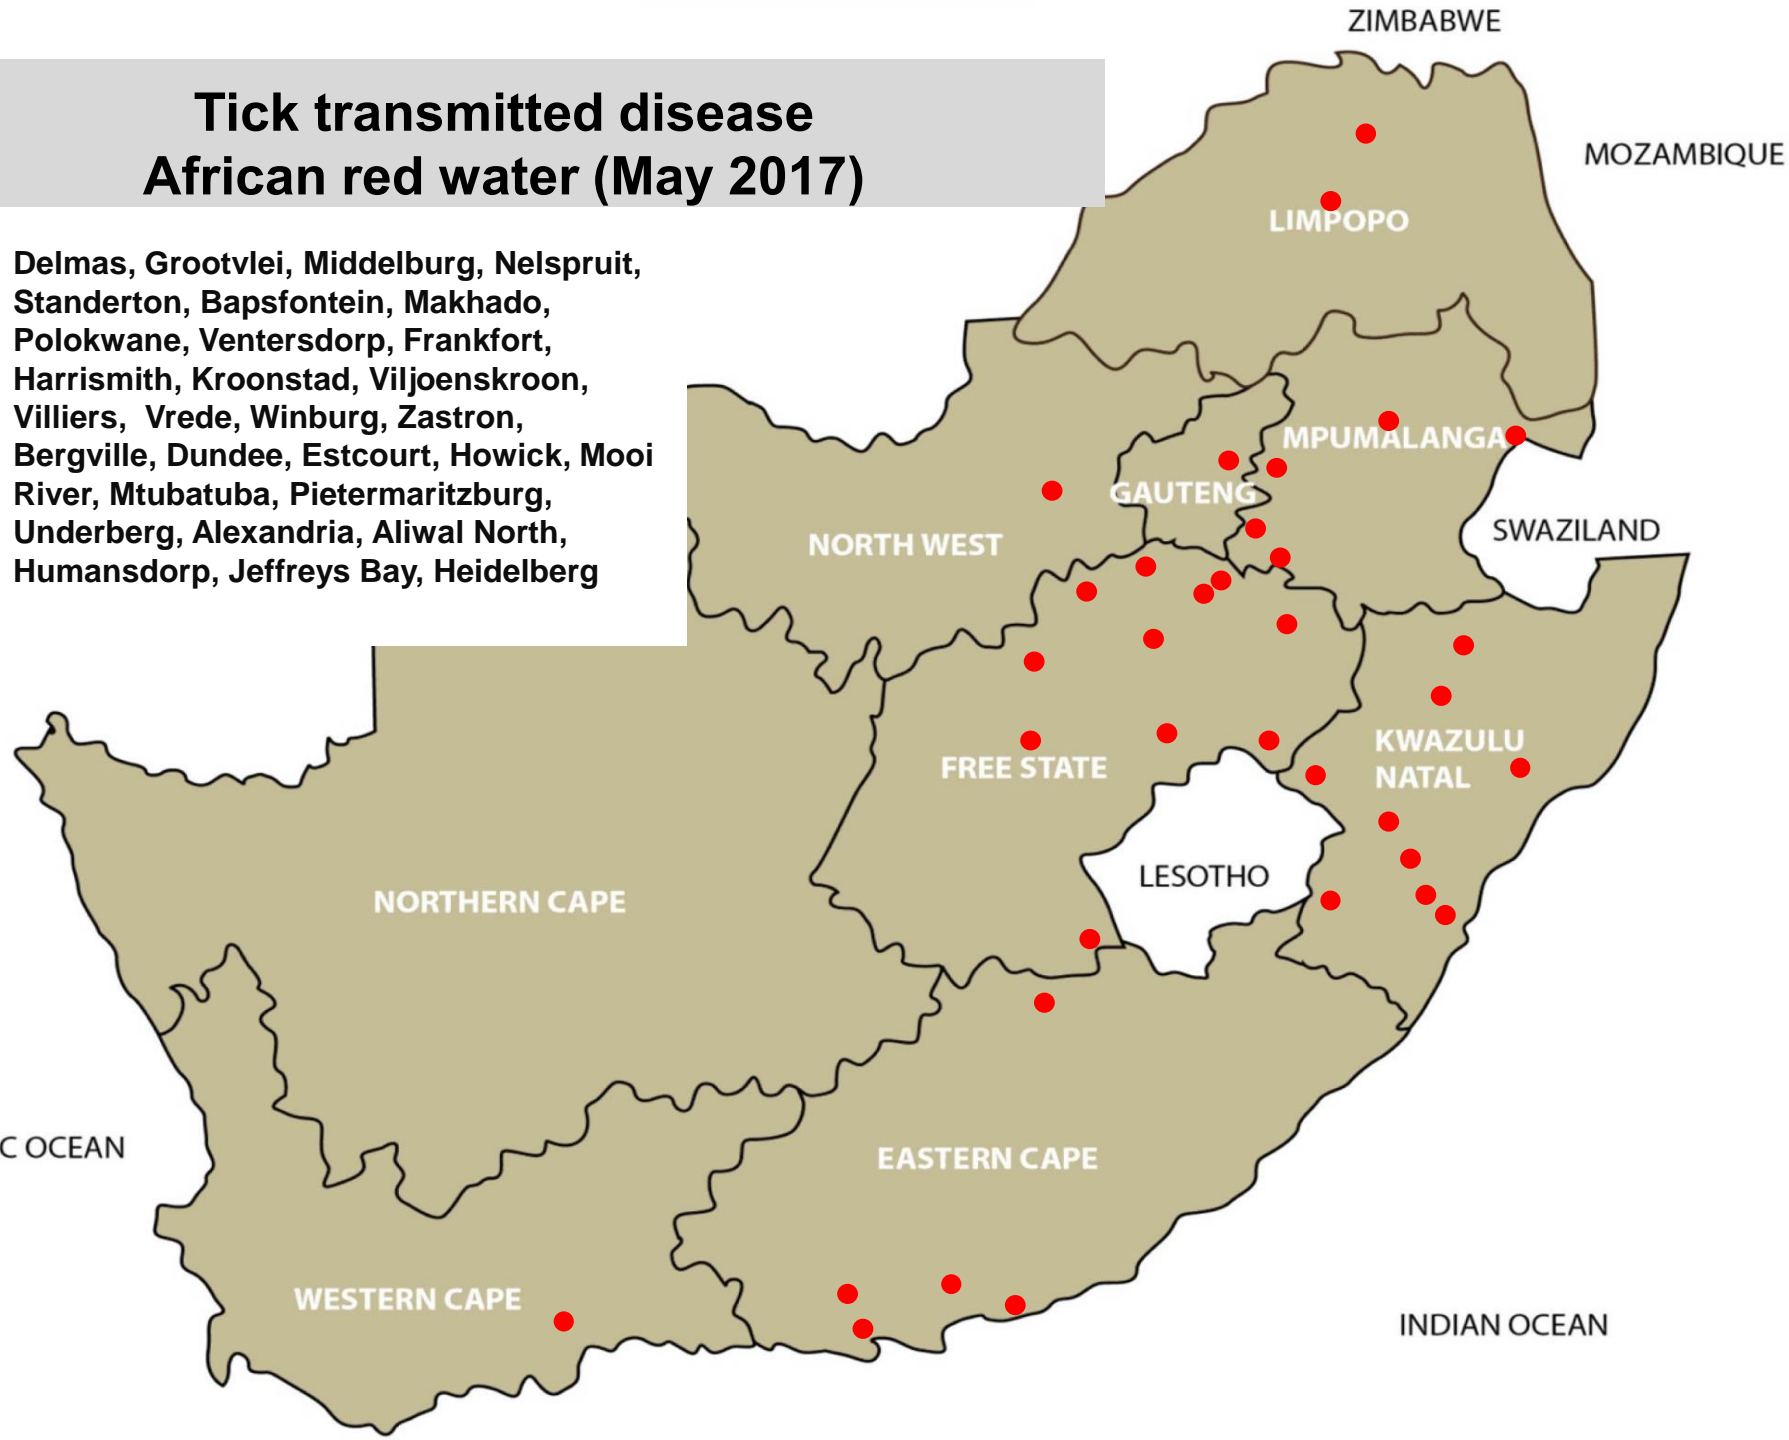 ZIMBABWE
Tick transmitted disease
African red water (May 2017)
MOZAMBIQUE
LIMPOPO
Delmas, Grootvlei, Middelburg, Nelspruit,
Standerton, Bapsfontein, Makhado,
Polokwane, Ventersdorp, Frankfort,
Harrismith, Kroonstad, Viljoenskroon,
Villiers,  Vrede, Winburg, Zastron,
Bergville, Dundee, Estcourt, Howick, Mooi
River, Mtubatuba, Pietermaritzburg,
Underberg, Alexandria, Aliwal North,
Humansdorp, Jeffreys Bay, Heidelberg
MPUMALANGA
GAUTENG
NORTH WEST
SWAZILAND
KWAZULU
NATAL
FREE STATE
LESOTHO
NORTHERN CAPE
C OCEAN
EASTERN CAPE
WESTERN CAPE
INDIAN OCEAN